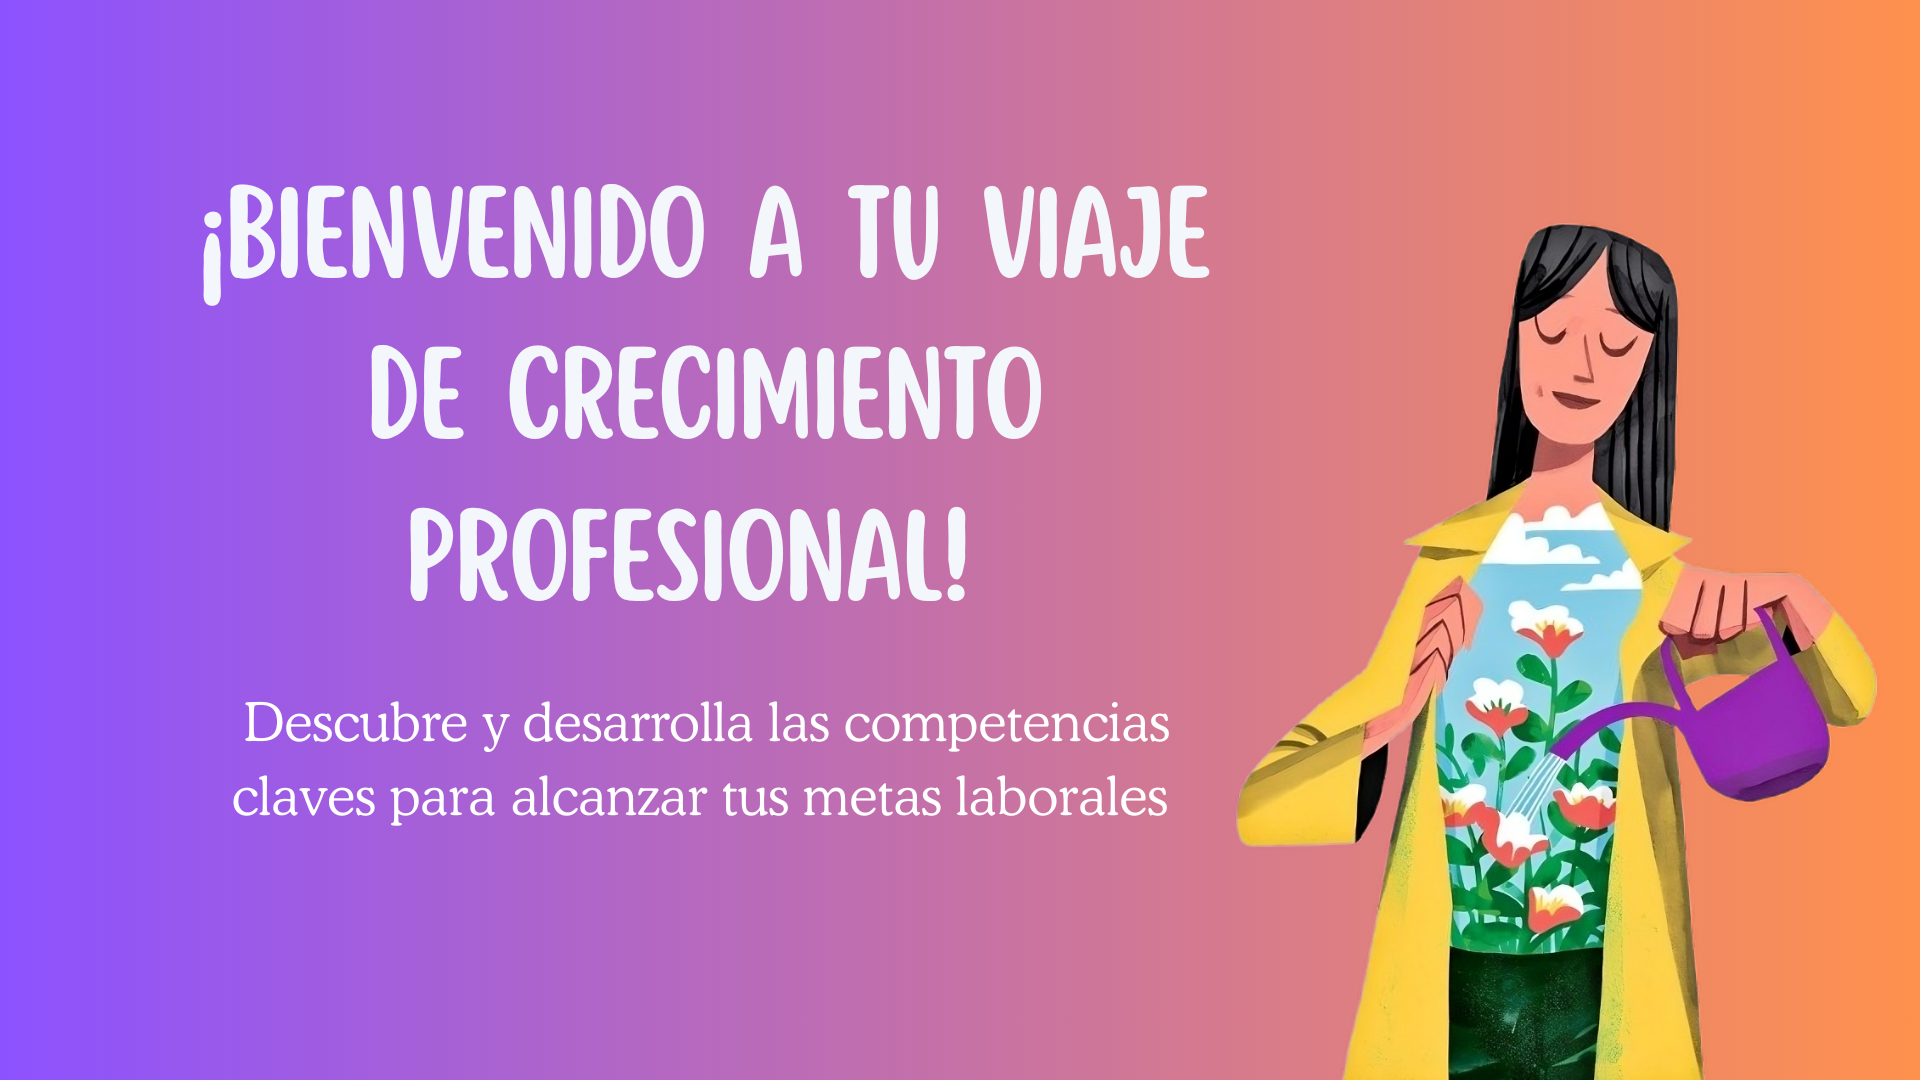 ¡BIENVENIDO A TU VIAJE
DE CRECIMIENTO
PROFESIONAL!
Descubre y desarrolla las competencias
claves para alcanzar tus metas laborales